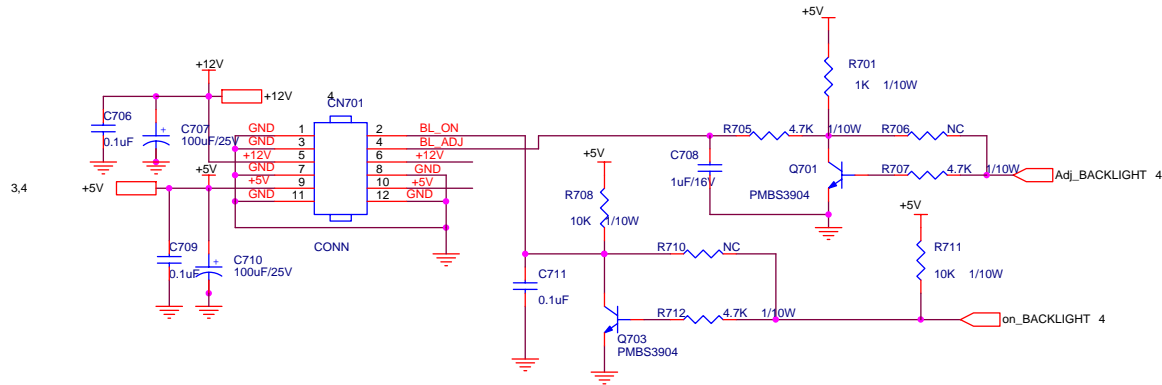 +5V
R701
1K 1/10W
+12V
+12V
4
CN701
C706
0.1uF
C707
100uF/25V
GND 1 2 BL_ON
GND 3 4 BL_ADJ
+12V 5 6 +12V
GND 7 8 GND
+5V 9 10 +5V
GND 11 12 GND
CONN
R705 4.7K 1/10W
R706 NC
C708
1uF/16V
Q701
PMBS3904
R707 4.7K 1/10W
Adj_BACKLIGHT 4
3,4 +5V
+5V
+5V
R708
10K 1/10W
+5V
R711
10K 1/10W
C709
0.1uF
C710
100uF/25V
R710 NC
C711
0.1uF
R712 4.7K 1/10W
on_BACKLIGHT 4
Q703
PMBS3904